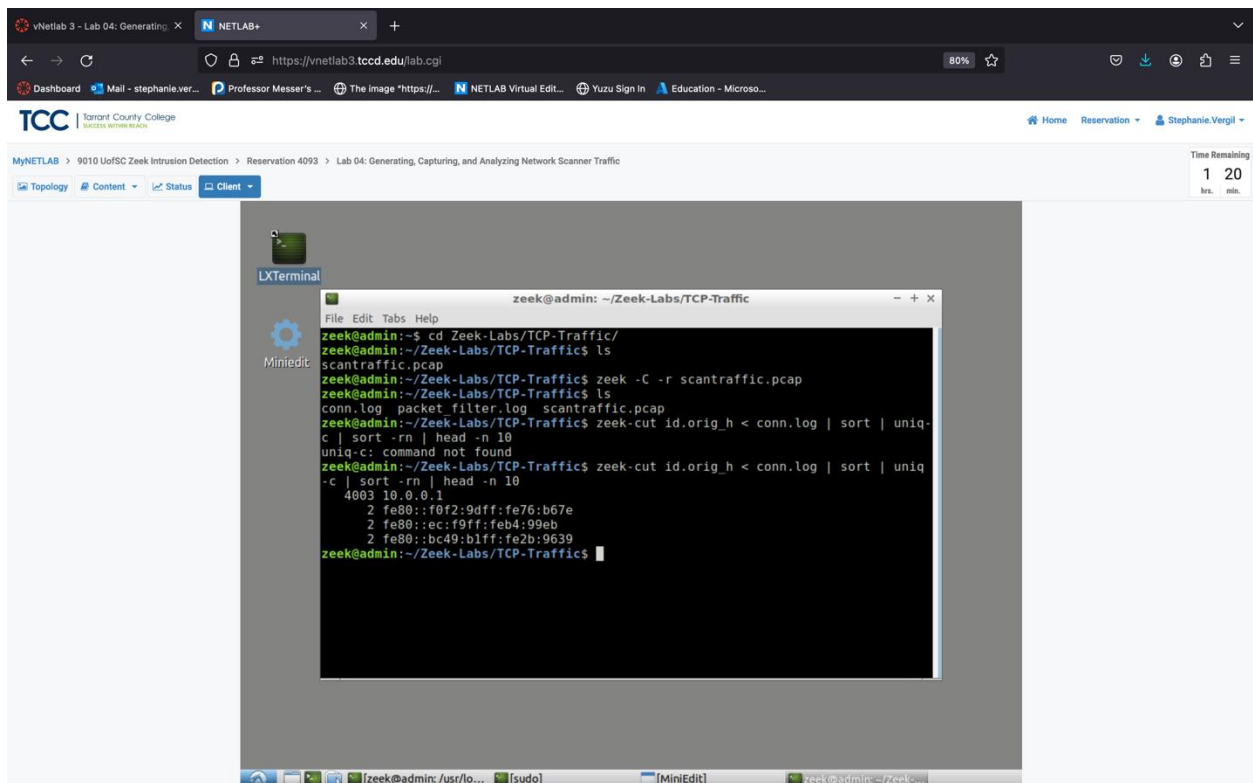 vNetlab 3 - Lab 04: Generating,
NETLAB+
https://vnetlab3.tccd.edu/lab.cgi
80%
Dashboard
Mail - stephanie.ver...
Professor Messer's ...
The image "https://...
NETLAB Virtual Edit...
Yuzu Sign In
Education - Microso...
TCC Tarrant County College
SUCCESS WITHIN REACH.
Home
Reservation
Stephanie.Vergil
MyNETLAB > 9010 UofSC Zeek Intrusion Detection > Reservation 4093 > Lab 04: Generating, Capturing, and Analyzing Network Scanner Traffic
Time Remaining
1 20
hrs. min.
Topology
Content
Status
Client
LXTerminal
Miniedit
zeek@admin: ~/Zeek-Labs/TCP-Traffic
File Edit Tabs Help
zeek@admin:~$ cd Zeek-Labs/TCP-Traffic/
zeek@admin:~/Zeek-Labs/TCP-Traffic$ ls
scantraffic.pcap
zeek@admin:~/Zeek-Labs/TCP-Traffic$ zeek -C -r scantraffic.pcap
zeek@admin:~/Zeek-Labs/TCP-Traffic$ ls
conn.log  packet_filter.log  scantraffic.pcap
zeek@admin:~/Zeek-Labs/TCP-Traffic$ zeek-cut id.orig_h < conn.log | sort | uniq-
c | sort -rn | head -n 10
uniq-c: command not found
zeek@admin:~/Zeek-Labs/TCP-Traffic$ zeek-cut id.orig_h < conn.log | sort | uniq
-c | sort -rn | head -n 10
4003 10.0.0.1
2 fe80::f0f2:9dff:fe76:b67e
2 fe80::ec:f9ff:feb4:99eb
2 fe80::bc49:b1ff:fe2b:9639
zeek@admin:~/Zeek-Labs/TCP-Traffic$
[zeek@admin: /usr/lo...
[sudo]
[MiniEdit]
zeek@admin: ~/Zeek-...